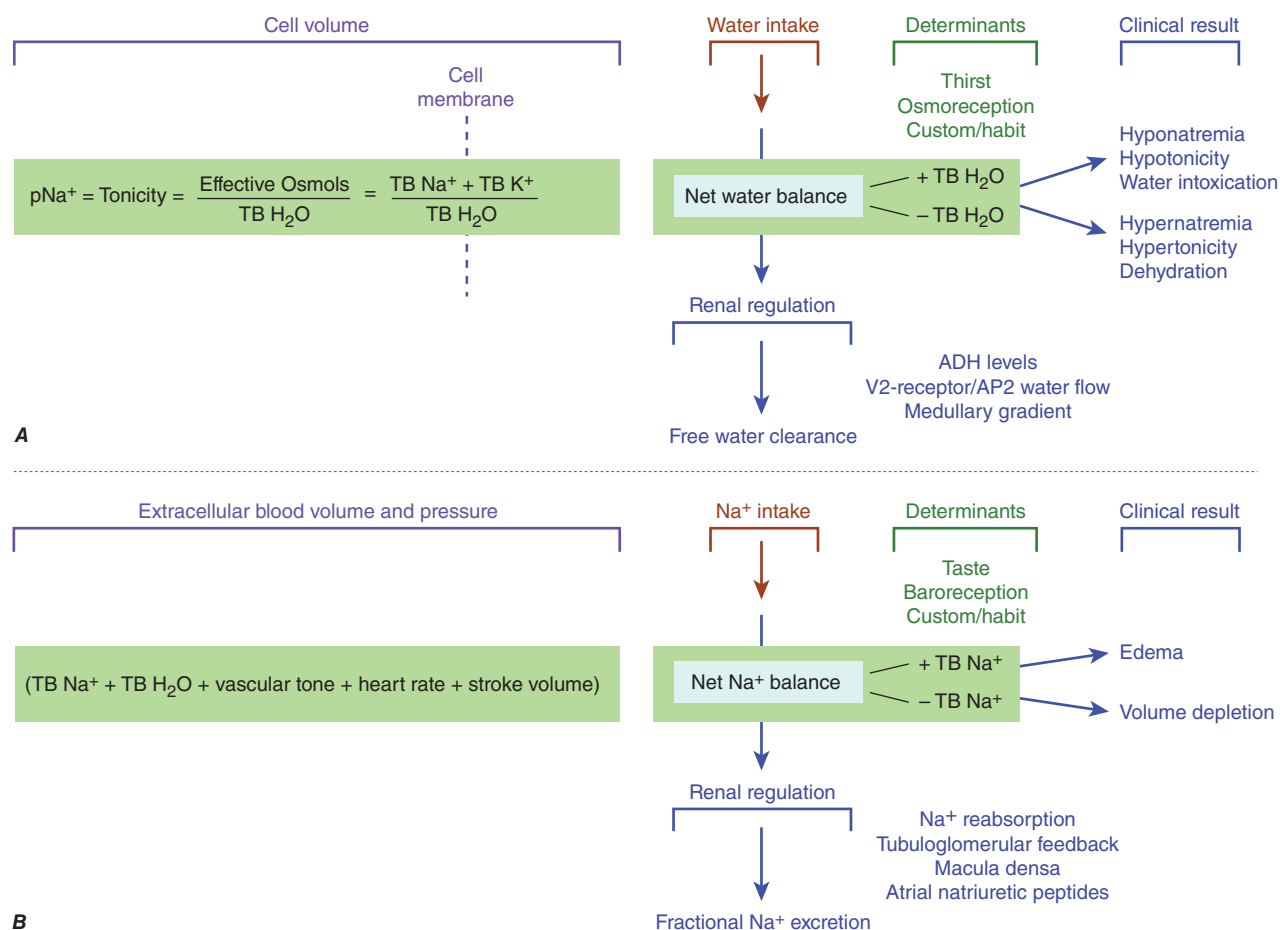 Cell volume
Water intake
Determinants
Clinical result
Cell
membrane
Thirst
Osmoreception
Custom/habit
pNa⁺ = Tonicity = Effective Osmols / TB H₂O = TB Na⁺ + TB K⁺ / TB H₂O
Net water balance
+ TB H₂O
– TB H₂O
Hyponatremia
Hypotonicity
Water intoxication
Hypernatremia
Hypertonicity
Dehydration
Renal regulation
ADH levels
V2-receptor/AP2 water flow
Medullary gradient
Free water clearance
A
Extracellular blood volume and pressure
Na⁺ intake
Determinants
Clinical result
Taste
Baroreception
Custom/habit
(TB Na⁺ + TB H₂O + vascular tone + heart rate + stroke volume)
Net Na⁺ balance
+ TB Na⁺
– TB Na⁺
Edema
Volume depletion
Renal regulation
Na⁺ reabsorption
Tubuloglomerular feedback
Macula densa
Atrial natriuretic peptides
Fractional Na⁺ excretion
B